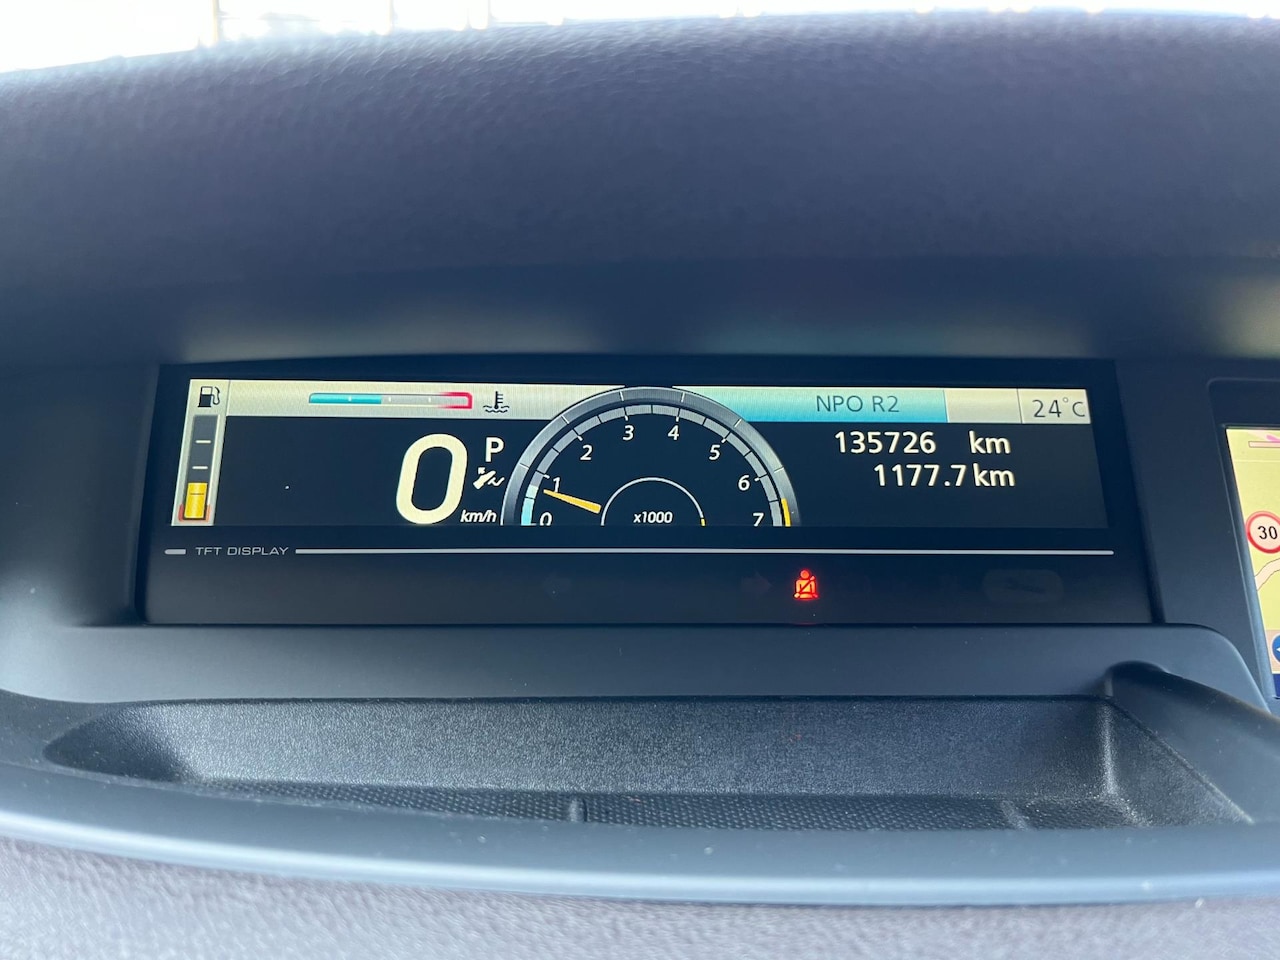 NPO R2
24°C
135726 km
1177.7 km
0 P
km/h
0 1 2 3 4 5 6 7
x1000
TFT DISPLAY
30